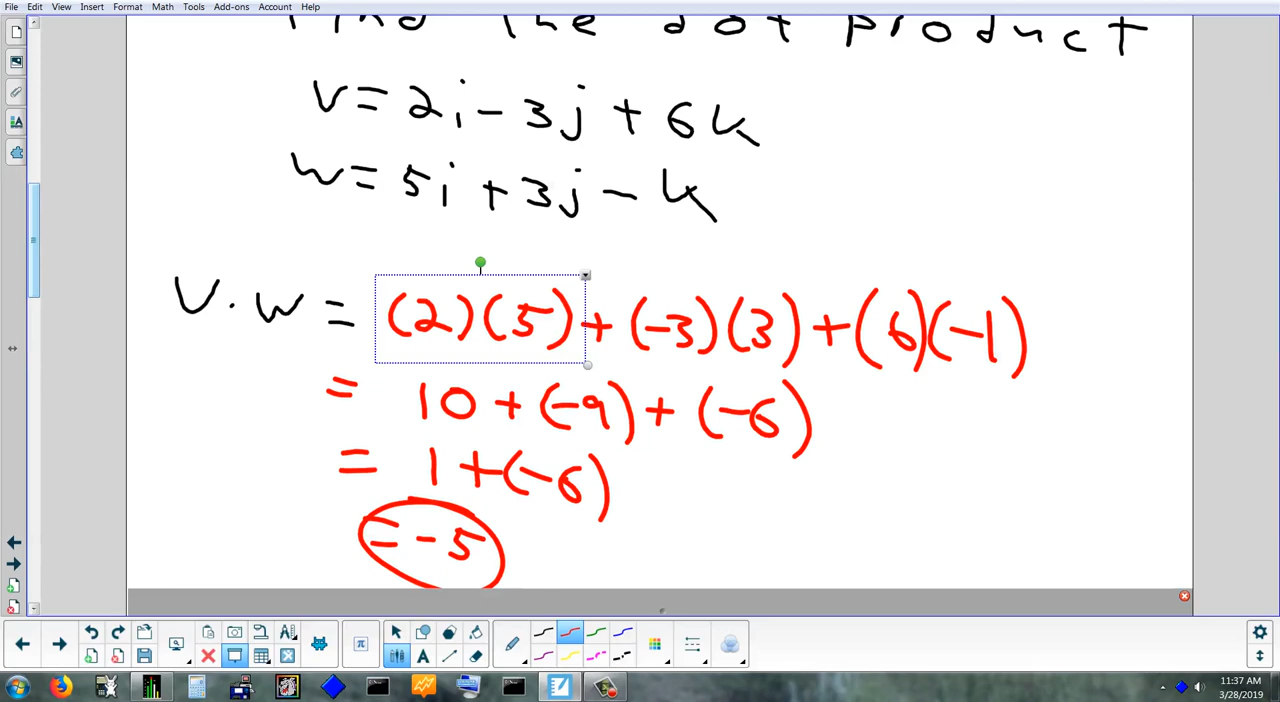 File Edit View Insert Format Math Tools Add-ons Account Help
Find the dot product
v = 2i - 3j + 6k
w = 5i + 3j - k
v · w = (2)(5) + (-3)(3) + (6)(-1)
= 10 + (-9) + (-6)
= 1 + (-6)
= -5
π
A
11:37 AM
3/28/2019